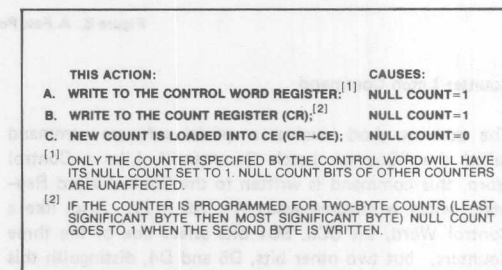 THIS ACTION: CAUSES:
A. WRITE TO THE CONTROL WORD REGISTER:[1] NULL COUNT=1
B. WRITE TO THE COUNT REGISTER (CR);[2] NULL COUNT=1
C. NEW COUNT IS LOADED INTO CE (CR→CE); NULL COUNT=0
[1] ONLY THE COUNTER SPECIFIED BY THE CONTROL WORD WILL HAVE
ITS NULL COUNT SET TO 1. NULL COUNT BITS OF OTHER COUNTERS
ARE UNAFFECTED.
[2] IF THE COUNTER IS PROGRAMMED FOR TWO-BYTE COUNTS (LEAST
SIGNIFICANT BYTE THEN MOST SIGNIFICANT BYTE) NULL COUNT
GOES TO 1 WHEN THE SECOND BYTE IS WRITTEN.